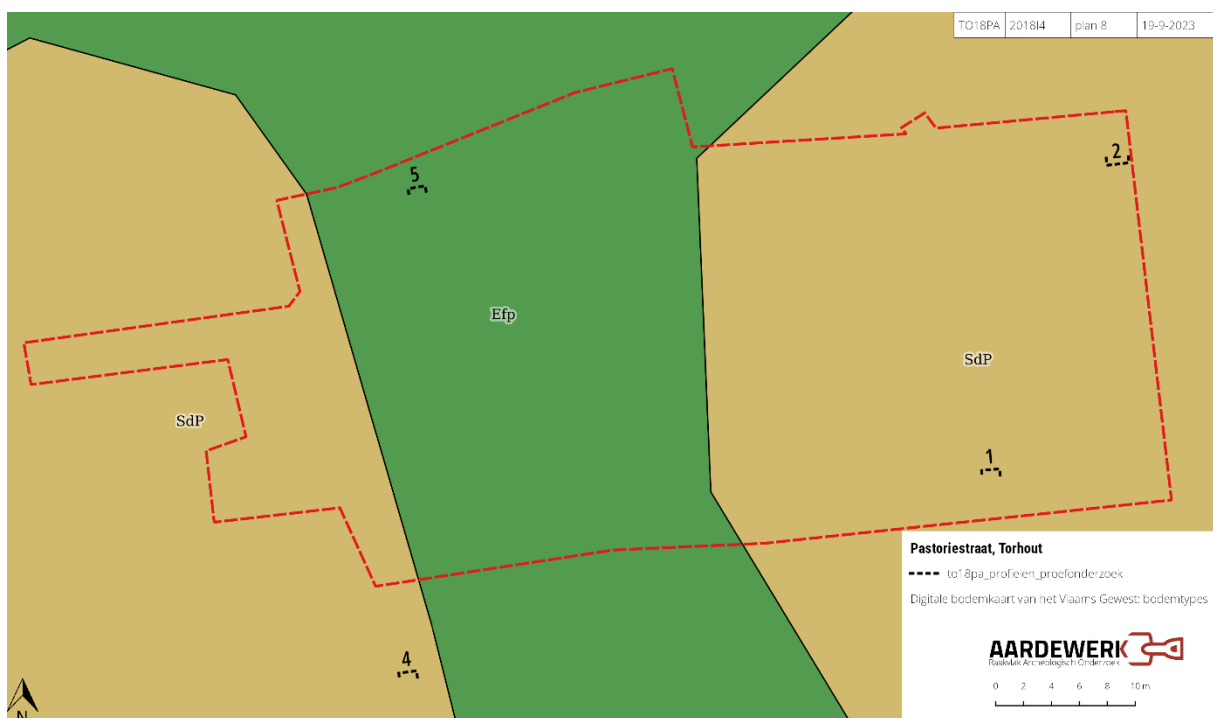 TO18PA 2018I4 plan 8 19-9-2023
2
5
Efp
SdP
SdP
1
4
Pastoriestraat, Torhout
to18pa_profielen_proefonderzoek
Digitale bodemkaart van het Vlaams Gewest: bodemtypes
AARDEWERK
Raakvlak Archeologisch Onderzoek
0 2 4 6 8 10 m
N